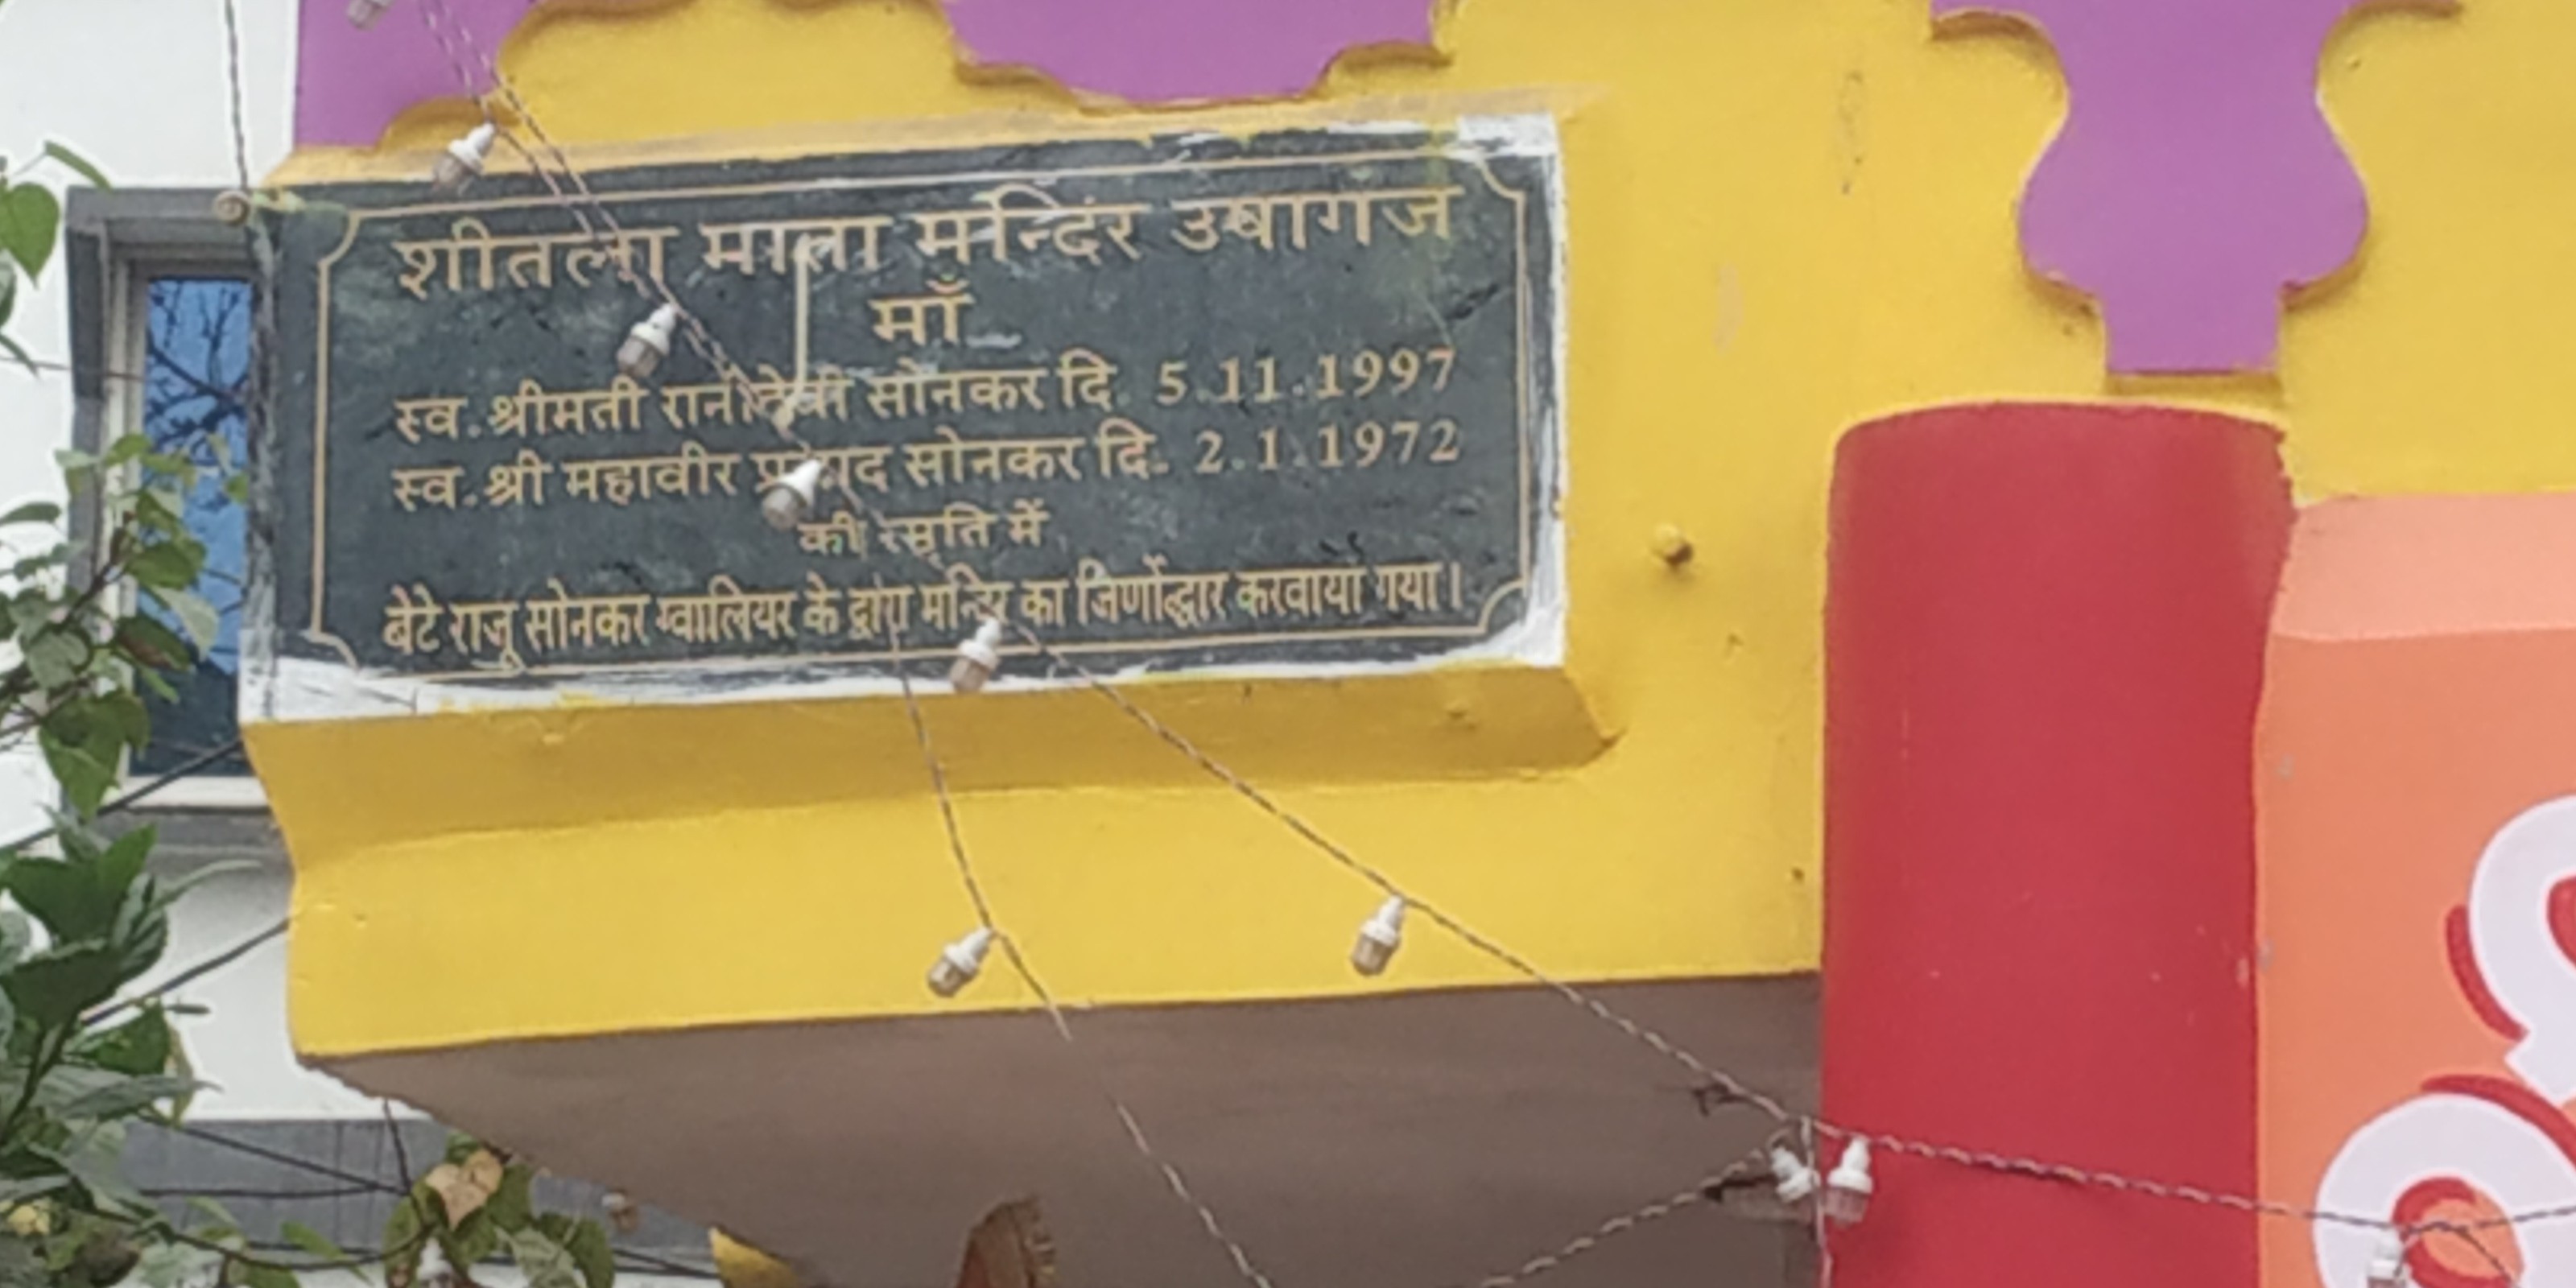 शीतला माता मन्दिर उषागंज
माँ
स्व. श्रीमती रानीदेवी सोनकर दि. 5.11.1997
स्व. श्री महावीर प्रसाद सोनकर दि. 2.1.1972
की स्मृति में
बेटे राजू सोनकर ग्वालियर के द्वारा मन्दिर का जिर्णोद्धार करवाया गया।